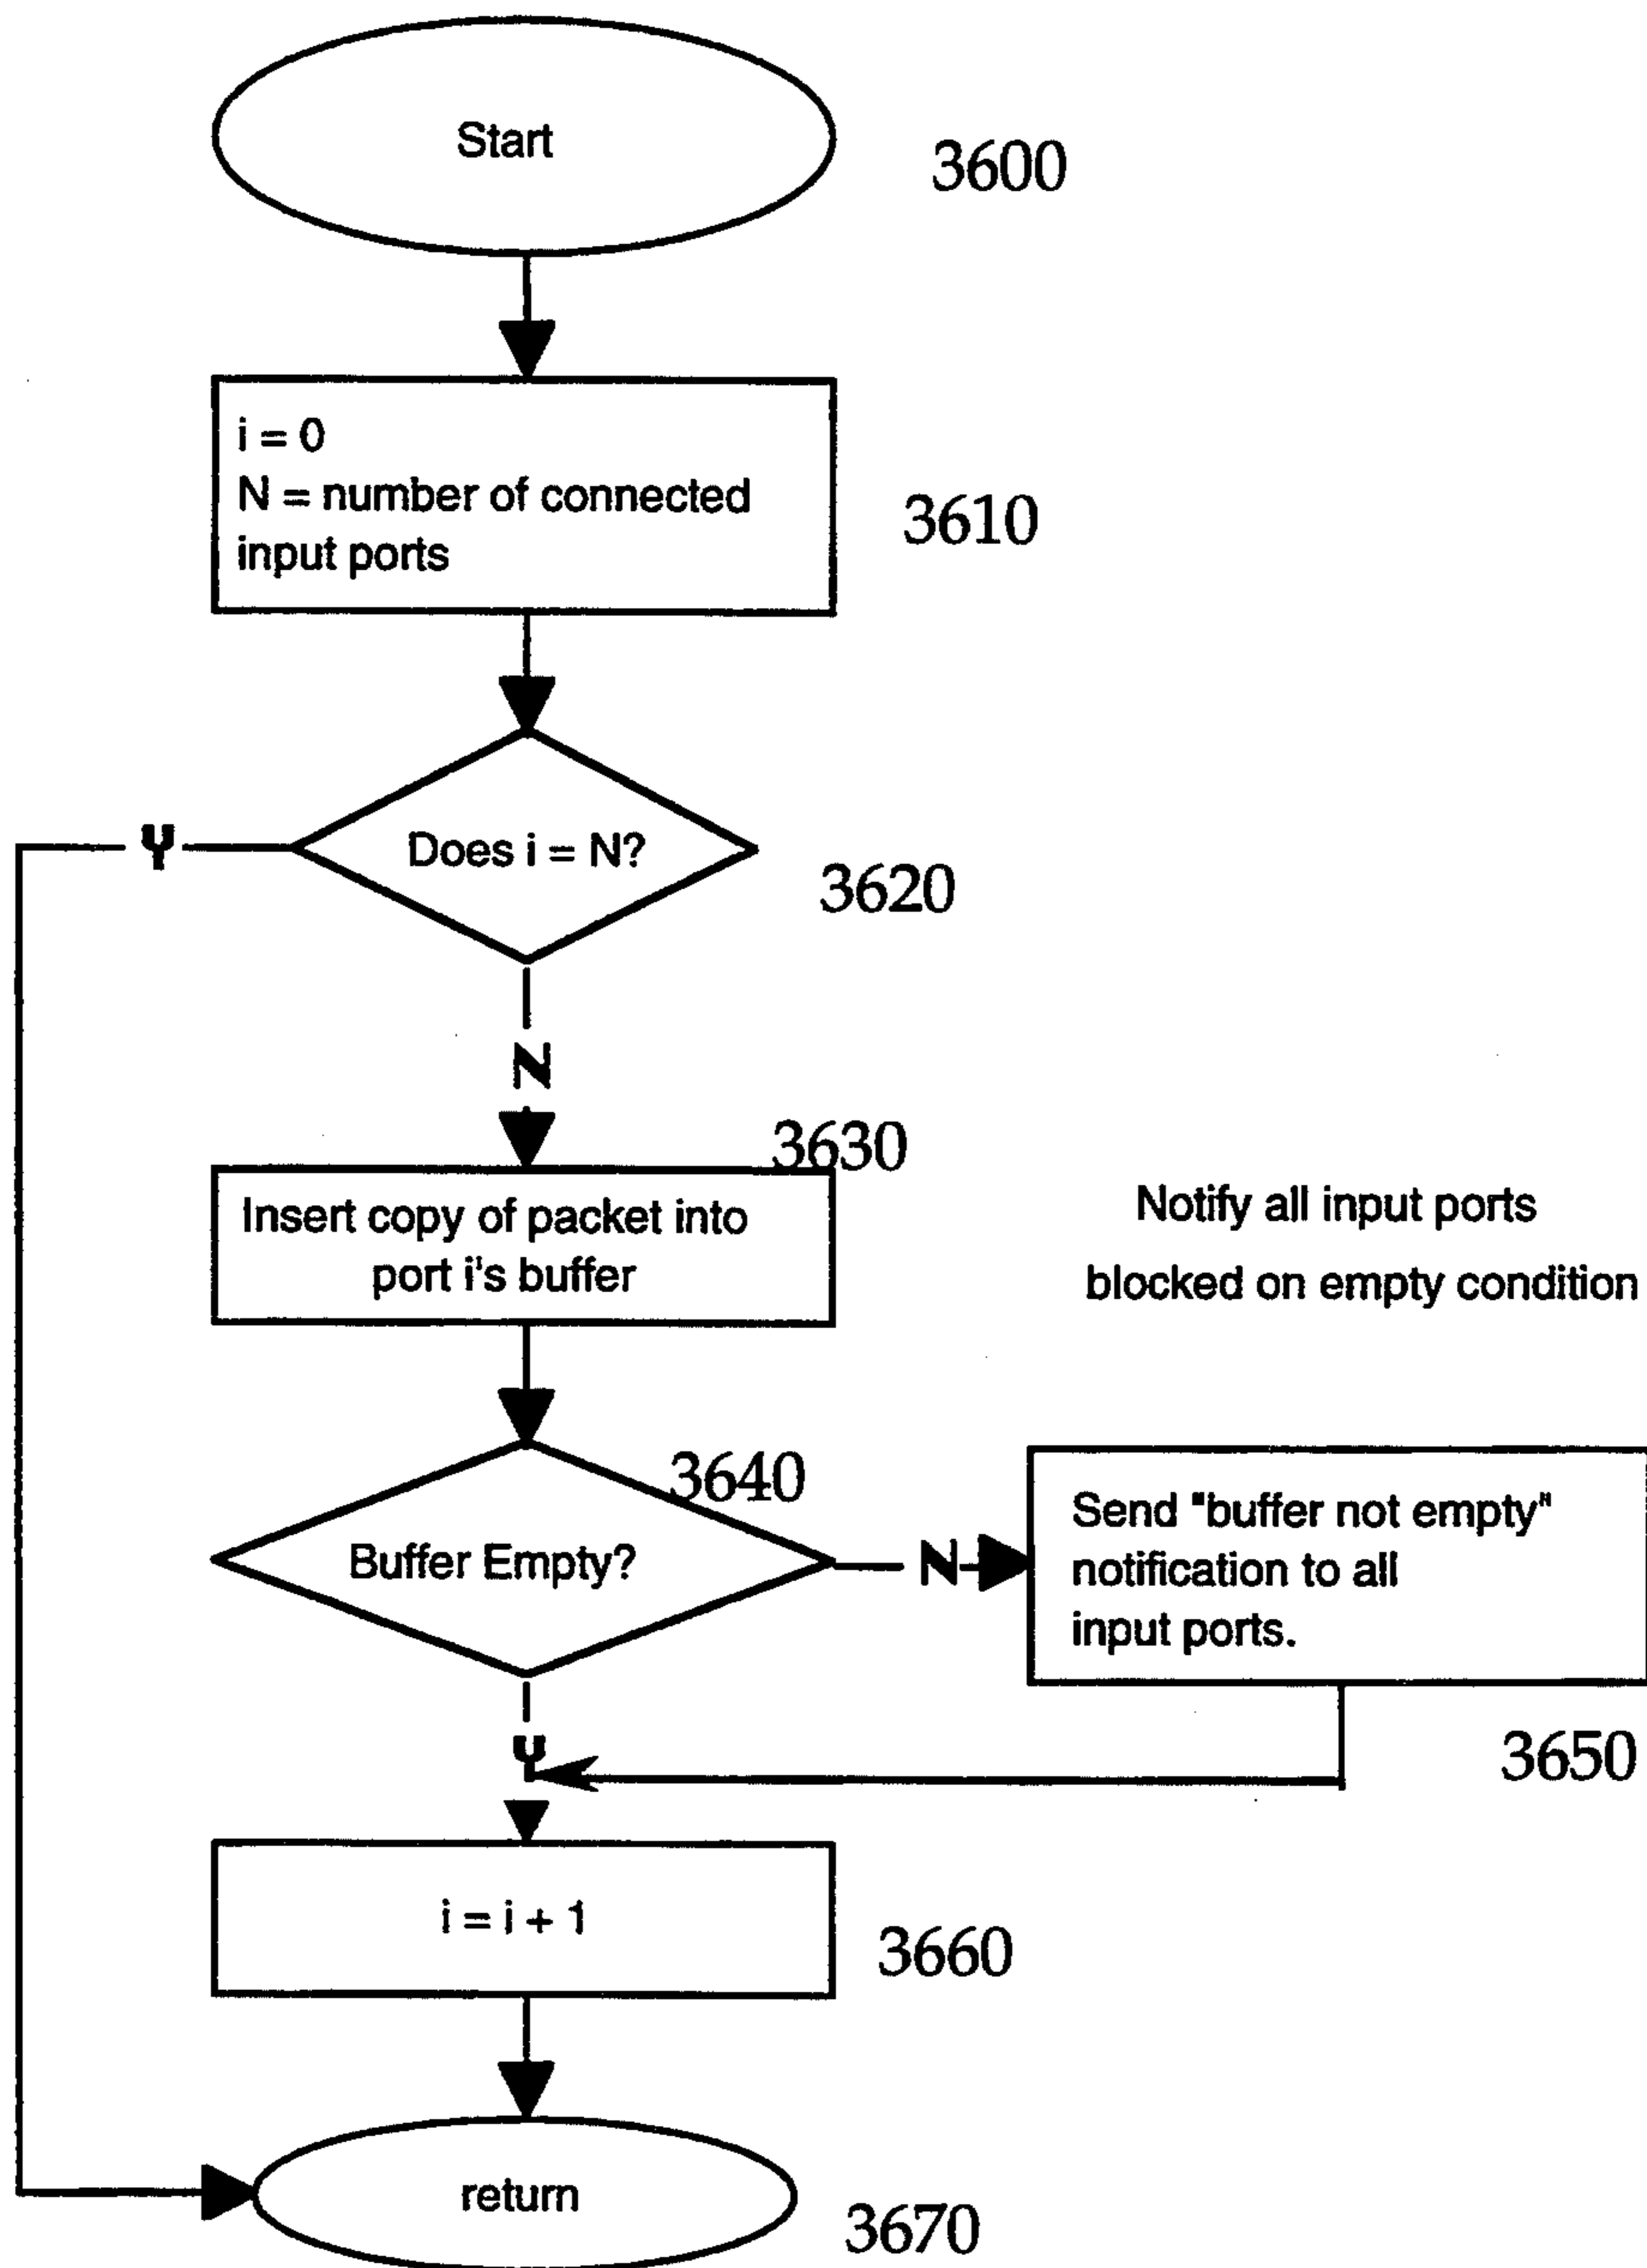 Start
3600
i = 0
N = number of connected
input ports
3610
Does i = N?
Y
3620
N
3630
Insert copy of packet into
port i's buffer
Notify all input ports
blocked on empty condition
3640
Buffer Empty?
N
Send "buffer not empty"
notification to all
input ports.
Y
3650
i = i + 1
3660
return
3670